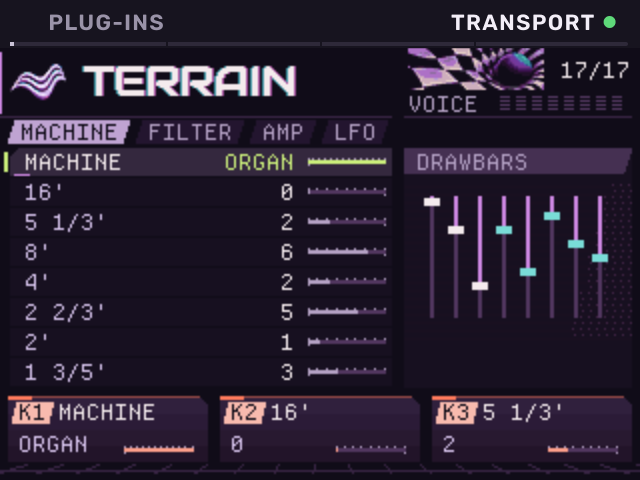 PLUG-INS TRANSPORT
TERRAIN
17/17
VOICE
MACHINE FILTER AMP LFO
MACHINE ORGAN
DRAWBARS
16' 0
5 1/3' 2
8' 6
4' 2
2 2/3' 5
2' 1
1 3/5' 3
K1 MACHINE
ORGAN
K2 16'
0
K3 5 1/3'
2